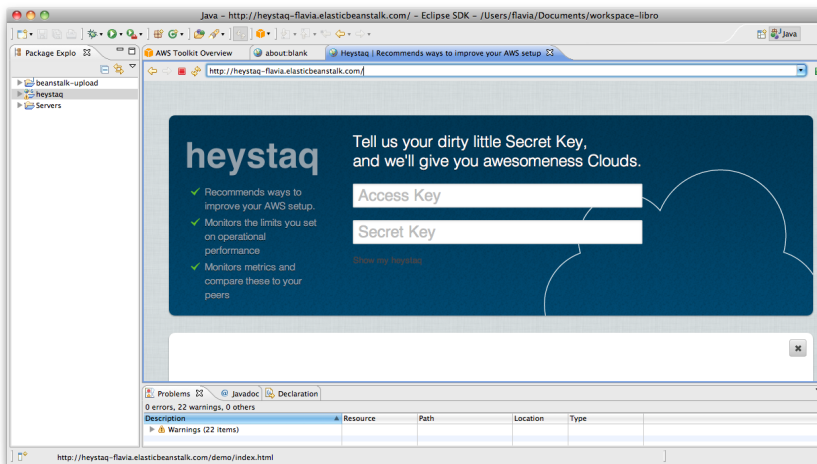 Java - http://heystaq-flavia.elasticbeanstalk.com/ - Eclipse SDK - /Users/flavia/Documents/workspace-libro
Java
Package Explo
AWS Toolkit Overview
about:blank
Heystaq | Recommends ways to improve your AWS setup
http://heystaq-flavia.elasticbeanstalk.com/
beanstalk-upload
heystaq
Servers
heystaq
Recommends ways to
improve your AWS setup.
Monitors the limits you set
on operational
performance
Monitors metrics and
compare these to your
peers
Tell us your dirty little Secret Key,
and we'll give you awesomeness Clouds.
Access Key
Secret Key
Show my heystaq
Problems
@ Javadoc
Declaration
0 errors, 22 warnings, 0 others
Description
Resource
Path
Location
Type
Warnings (22 items)
http://heystaq-flavia.elasticbeanstalk.com/demo/index.html